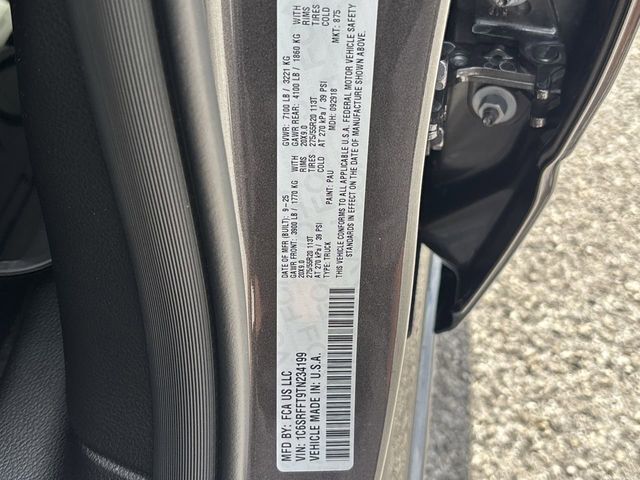 MFD BY: FCA US LLC
DATE OF MFR (BUILT): 9-25
GVWR: 7100 LB / 3221 KG
GAWR FRONT: 3900 LB / 1770 KG
WITH
GAWR REAR: 4100 LB / 1860 KG
WITH
20X9.0
RIMS
20X9.0
RIMS
275/55R20 113T
TIRES
275/55R20 113T
TIRES
AT 270 kPa / 39 PSI
COLD
AT 270 kPa / 39 PSI
COLD
TYPE: TRUCK
PAINT: PAU
MDH: 092918
MKT: 875
THIS VEHICLE CONFORMS TO ALL APPLICABLE U.S.A. FEDERAL MOTOR VEHICLE SAFETY
STANDARDS IN EFFECT ON THE DATE OF MANUFACTURE SHOWN ABOVE.
VIN: 1C6SRFFT9TN234199
VEHICLE MADE IN: U.S.A.